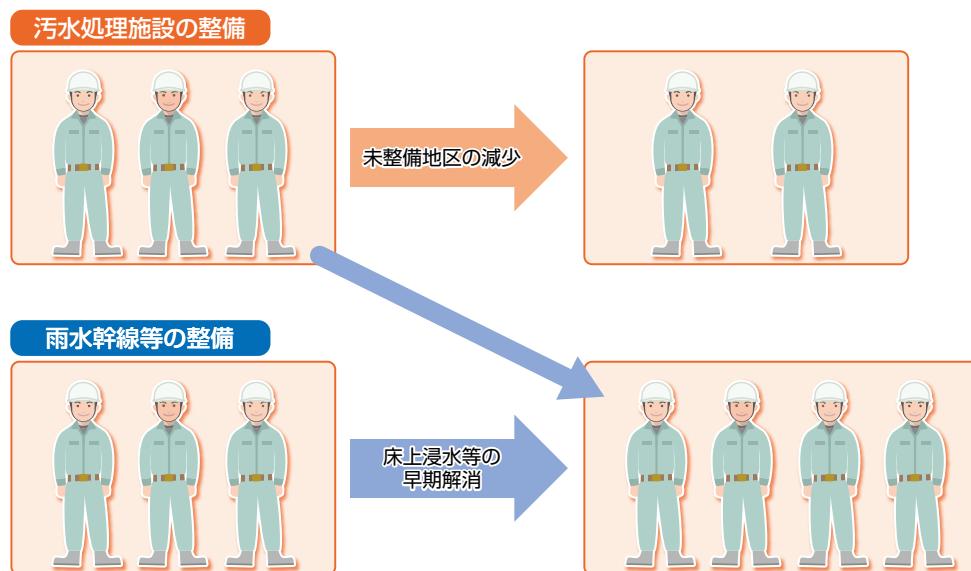 汚水処理施設の整備
未整備地区の減少
雨水幹線等の整備
床上浸水等の
早期解消